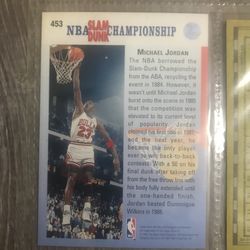 453
NBA SLAM DUNK CHAMPIONSHIP
MICHAEL JORDAN
The NBA borrowed the
Slam-Dunk Championship
from the ABA, recycling the
event in 1984. However, it
wasn't until Michael Jordan
burst onto the scene in 1985
that the competition was
elevated to its current level
of popularity. Jordan
claimed his first title in 1987
and the next year, he
became the only player
ever to win back-to-back
contests. With a 50 on his
final dunk after taking off
from the free throw line with
his body fully extended until
the one-handed finish,
Jordan bested Dominique
Wilkins in 1988.
BULLS
23